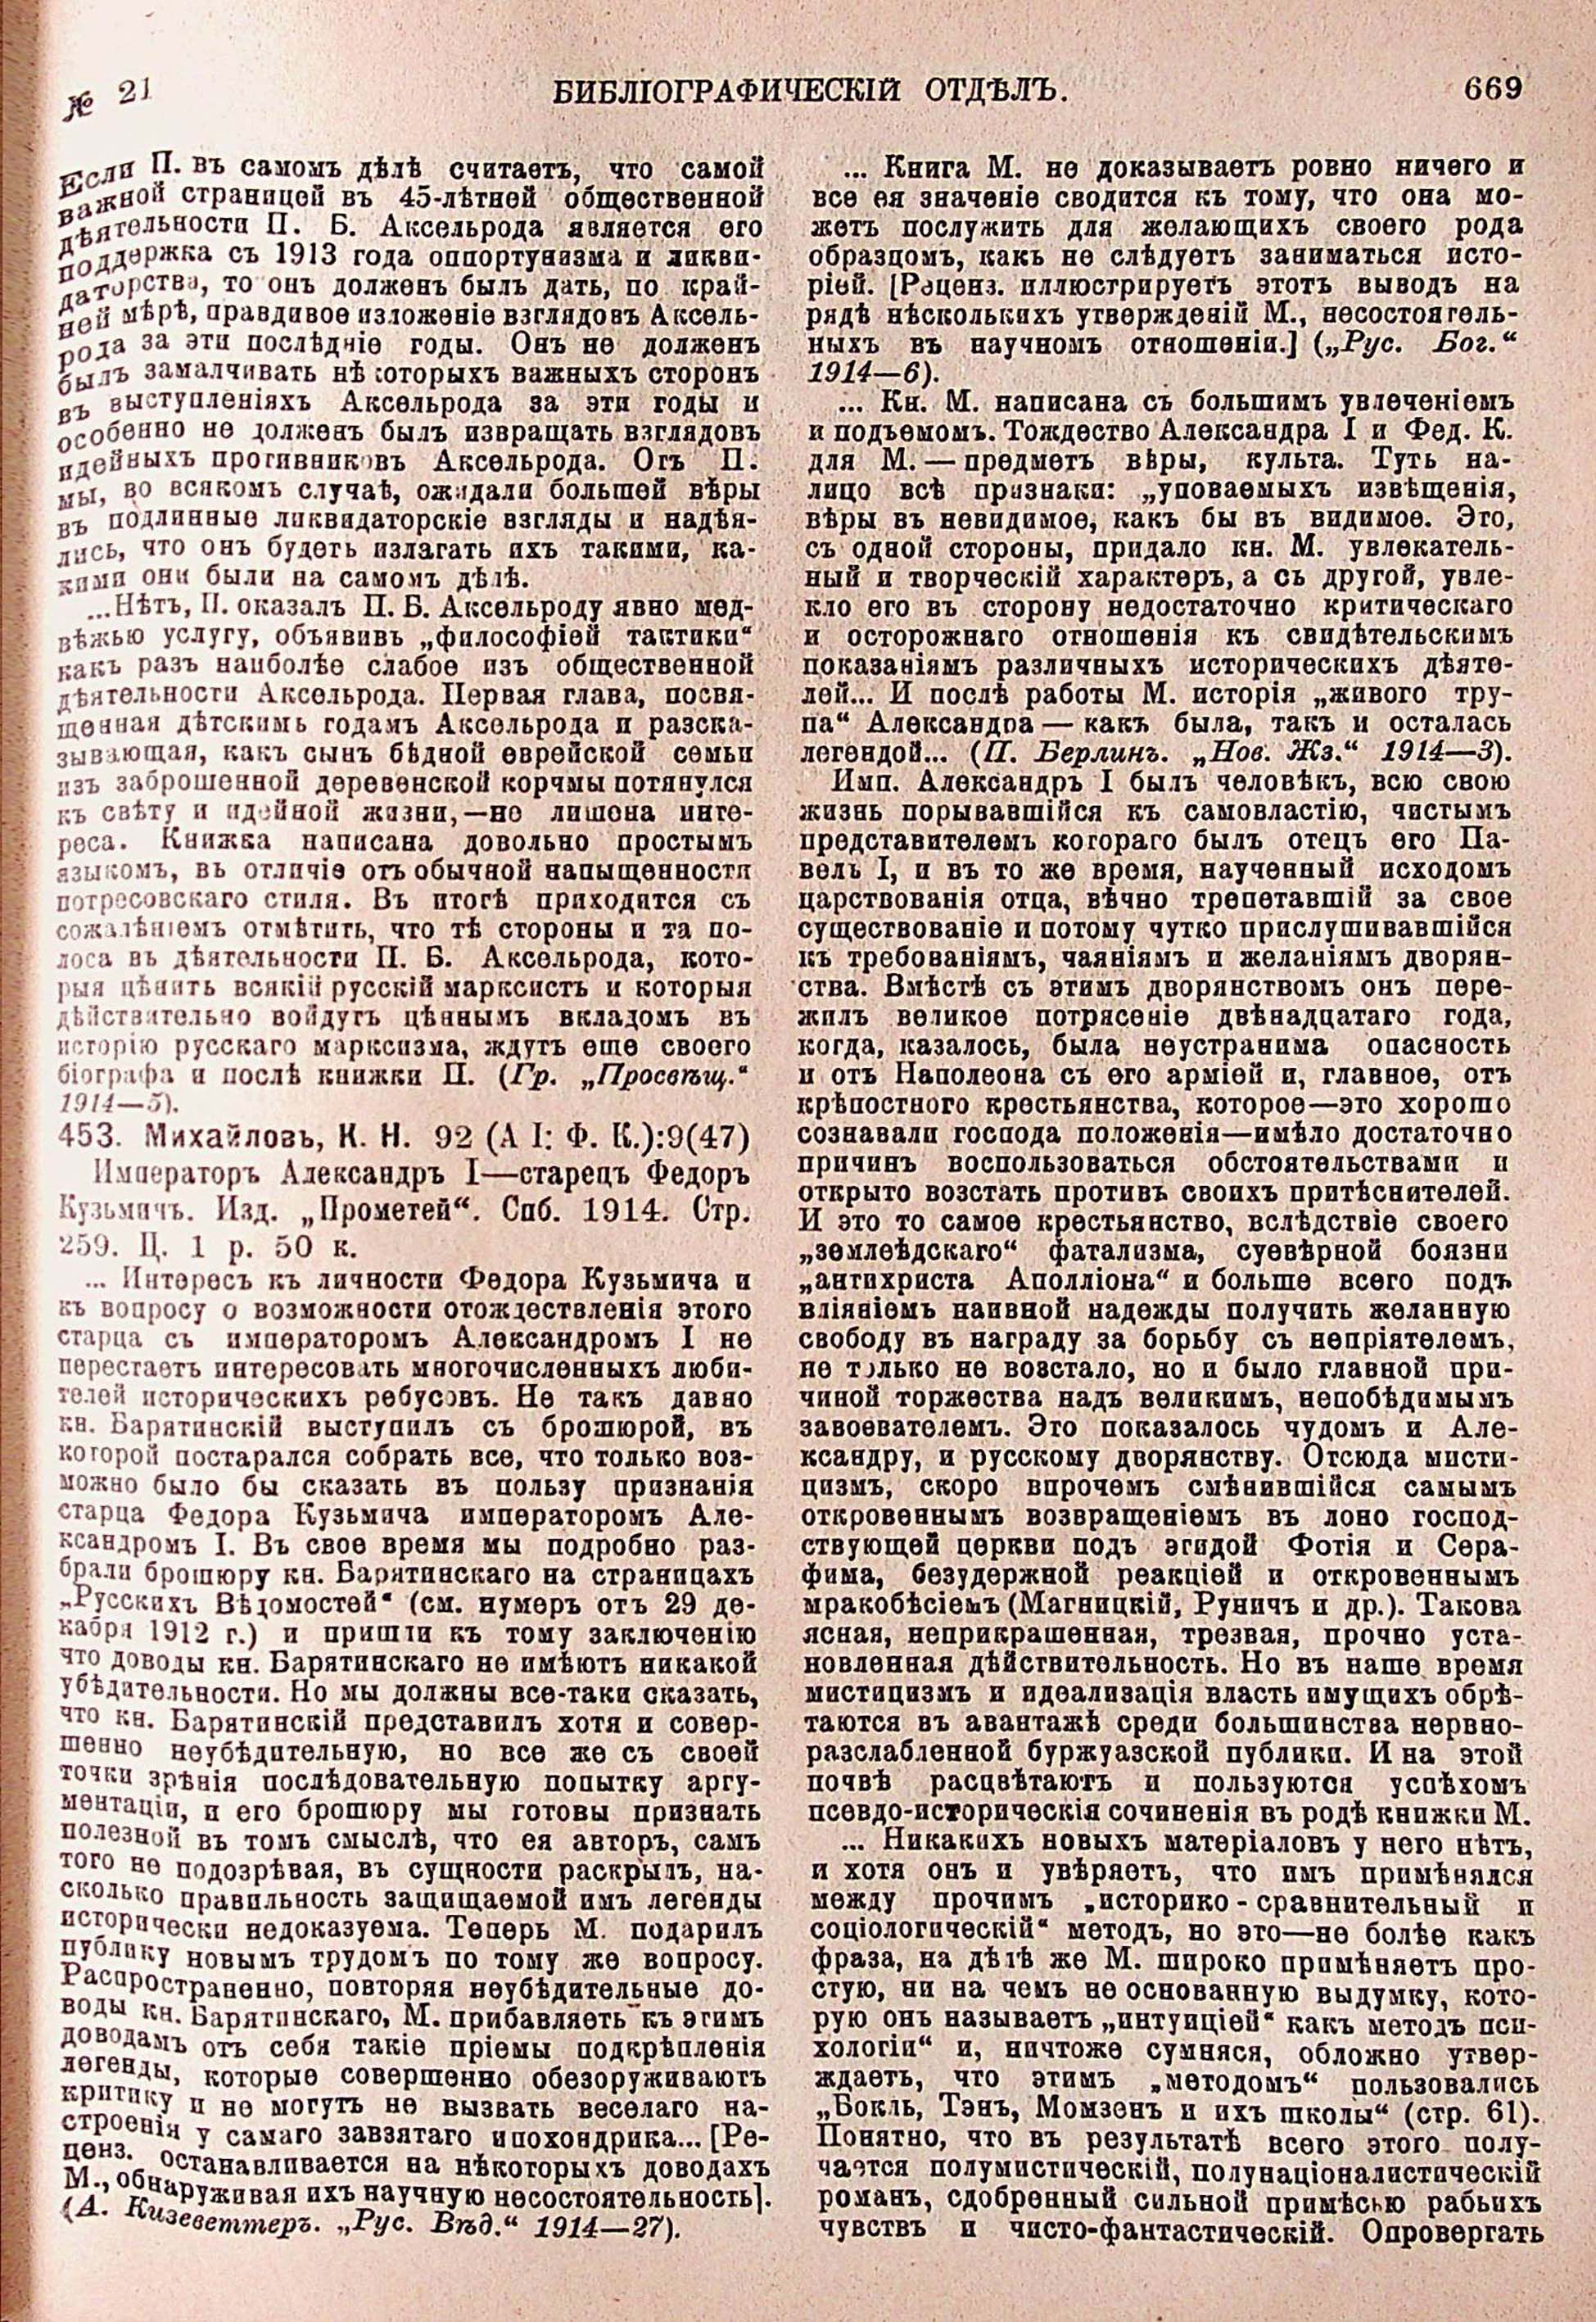 № 21
БИБЛІОГРАФИЧЕСКІЙ ОТДѢЛЪ.
669
Если П. въ самомъ дѣлѣ считаетъ, что самой
важной страницей въ 45-лѣтней общественной
дѣятельности П. Б. Аксельрода является его
поддержка съ 1913 года оппортунизма и ликви-
даторства, то онъ долженъ былъ дать, по край-
ней мѣрѣ, правдивое изложеніе взглядовъ Аксель-
рода за эти послѣдніе годы. Онъ не долженъ
былъ замалчивать нѣкоторыхъ важныхъ сторонъ
въ выступленіяхъ Аксельрода за эти годы и
особенно не долженъ былъ извращать взглядовъ
идейныхъ противниковъ Аксельрода. Отъ П.
мы, во всякомъ случаѣ, ожидали большей вѣры
въ подлинные ликвидаторскіе взгляды и надѣя-
лись, что онъ будетъ излагать ихъ такими, ка-
кими они были на самомъ дѣлѣ.
...Нѣтъ, П. оказалъ П. Б. Аксельроду явно мед-
вѣжью услугу, объявивъ „философіей тактики“
какъ разъ наиболѣе слабое изъ общественной
дѣятельности Аксельрода. Первая глава, посвя-
щенная дѣтскимъ годамъ Аксельрода и разска-
зывающая, какъ сынъ бѣдной еврейской семьи
изъ заброшенной деревенской корчмы потянулся
къ свѣту и идейной жизни,—не лишена инте-
реса. Книжка написана довольно простымъ
языкомъ, въ отличіе отъ обычной напыщенности
потресовскаго стиля. Въ итогѣ приходится съ
сожалѣніемъ отмѣтить, что тѣ стороны и та по-
лоса въ дѣятельности П. Б. Аксельрода, кото-
рыя цѣнитъ всякій русскій марксистъ и которыя
дѣйствительно войдутъ цѣннымъ вкладомъ въ
исторію русскаго марксизма, ждутъ еще своего
біографа и послѣ книжки П. (Гр. „Просвѣщ.“
1914—5).
453. Михайловъ, К. Н. 92 (А I: Ф. К.):9(47)
Императоръ Александръ I—старецъ Федоръ
Кузьмичъ. Изд. „Прометей“. Спб. 1914. Стр.
259. Ц. 1 р. 50 к.
... Интересъ къ личности Федора Кузьмича и
къ вопросу о возможности отождествленія этого
старца съ императоромъ Александромъ I не
перестаетъ интересовать многочисленныхъ люби-
телей историческихъ ребусовъ. Не такъ давно
кн. Барятинскій выступилъ съ брошюрой, въ
которой постарался собрать все, что только воз-
можно было бы сказать въ пользу признанія
старца Федора Кузьмича императоромъ Але-
ксандромъ I. Въ свое время мы подробно раз-
брали брошюру кн. Барятинскаго на страницахъ
„Русскихъ Вѣдомостей“ (см. нумеръ отъ 29 де-
кабря 1912 г.) и пришли къ тому заключенію
что доводы кн. Барятинскаго не имѣютъ никакой
убѣдительности. Но мы должны все-таки сказать,
что кн. Барятинскій представилъ хотя и совер-
шенно неубѣдительную, но все же съ своей
точки зрѣнія послѣдовательную попытку аргу-
ментаціи, и его брошюру мы готовы признать
полезной въ томъ смыслѣ, что ея авторъ, самъ
того не подозрѣвая, въ сущности раскрылъ, на-
сколько правильность защищаемой имъ легенды
исторически недоказуема. Теперь М. подарилъ
публику новымъ трудомъ по тому же вопросу.
Распространенно, повторяя неубѣдительные до-
воды кн. Барятинскаго, М. прибавляетъ къ этимъ
доводамъ отъ себя такіе пріемы подкрѣпленія
легенды, которые совершенно обезоруживаютъ
критику и не могутъ не вызвать веселаго на-
строенія у самаго завзятаго ипохондрика... [Ре-
ценз. останавливается на нѣкоторыхъ доводахъ
М., обнаруживая ихъ научную несостоятельность].
(А. Кизеветтеръ. „Рус. Вѣд.“ 1914—27).
... Книга М. не доказываетъ ровно ничего и
все ея значеніе сводится къ тому, что она мо-
жетъ послужить для желающихъ своего рода
образцомъ, какъ не слѣдуетъ заниматься исто-
ріей. [Реценз. иллюстрируетъ этотъ выводъ на
рядѣ нѣсколькихъ утвержденій М., несостоятель-
ныхъ въ научномъ отношеніи.] („Рус. Бог.“
1914—6).
... Кн. М. написана съ большимъ увлеченіемъ
и подъемомъ. Тождество Александра I и Фед. К.
для М. — предметъ вѣры, культа. Тутъ на-
лицо всѣ признаки: „уповаемыхъ извѣщенія,
вѣры въ невидимое, какъ бы въ видимое. Это,
съ одной стороны, придало кн. М. увлекатель-
ный и творческій характеръ, а съ другой, увле-
кло его въ сторону недостаточно критическаго
и осторожнаго отношенія къ свидѣтельскимъ
показаніямъ различныхъ историческихъ дѣяте-
лей... И послѣ работы М. исторія „живого тру-
па“ Александра — какъ была, такъ и осталась
легендой... (П. Берлинъ. „Нов. Жз.“ 1914—3).
Имп. Александръ I былъ человѣкъ, всю свою
жизнь порывавшійся къ самовластію, чистымъ
представителемъ котораго былъ отецъ его Па-
велъ I, и въ то же время, наученный исходомъ
царствованія отца, вѣчно трепетавшій за свое
существованіе и потому чутко прислушивавшійся
къ требованіямъ, чаяніямъ и желаніямъ дворян-
ства. Вмѣстѣ съ этимъ дворянствомъ онъ пере-
жилъ великое потрясеніе двѣнадцатаго года,
когда, казалось, была неустранима опасность
и отъ Наполеона съ его арміей и, главное, отъ
крѣпостного крестьянства, которое—это хорошо
сознавали господа положенія—имѣло достаточно
причинъ воспользоваться обстоятельствами и
открыто возстать противъ своихъ притѣснителей.
И это то самое крестьянство, вслѣдствіе своего
„землеѣдскаго“ фатализма, суевѣрной боязни
„антихриста Аполліона“ и больше всего подъ
вліяніемъ наивной надежды получить желанную
свободу въ награду за борьбу съ непріятелемъ,
не только не возстало, но и было главной при-
чиной торжества надъ великимъ, непобѣдимымъ
завоевателемъ. Это показалось чудомъ и Але-
ксандру, и русскому дворянству. Отсюда мисти-
цизмъ, скоро впрочемъ смѣнившійся самымъ
откровеннымъ возвращеніемъ въ лоно господ-
ствующей церкви подъ эгидой Фотія и Сера-
фима, безудержной реакціей и откровеннымъ
мракобѣсіемъ (Магницкій, Руничъ и др.). Такова
ясная, неприкрашенная, трезвая, прочно уста-
новленная дѣйствительность. Но въ наше время
мистицизмъ и идеализація власть имущихъ обрѣ-
таются въ авантажѣ среди большинства нервно-
разслабленной буржуазской публики. И на этой
почвѣ расцвѣтаютъ и пользуются успѣхомъ
псевдо-историческія сочиненія въ родѣ книжки М.
... Никакихъ новыхъ матеріаловъ у него нѣтъ,
и хотя онъ и увѣряетъ, что имъ примѣнялся
между прочимъ „историко - сравнительный и
соціологическій“ методъ, но это—не болѣе какъ
фраза, на дѣлѣ же М. широко примѣняетъ про-
стую, ни на чемъ не основанную выдумку, кото-
рую онъ называетъ „интуиціей“ какъ методъ пси-
хологіи“ и, ничтоже сумняся, обложно утвер-
ждаетъ, что этимъ „методомъ“ пользовались
„Бокль, Тэнъ, Момзенъ и ихъ школы“ (стр. 61).
Понятно, что въ результатѣ всего этого полу-
чается полумистическій, полунаціоналистическій
романъ, сдобренный сильной примѣсью рабьихъ
чувствъ и чисто-фантастическій. Опровергать